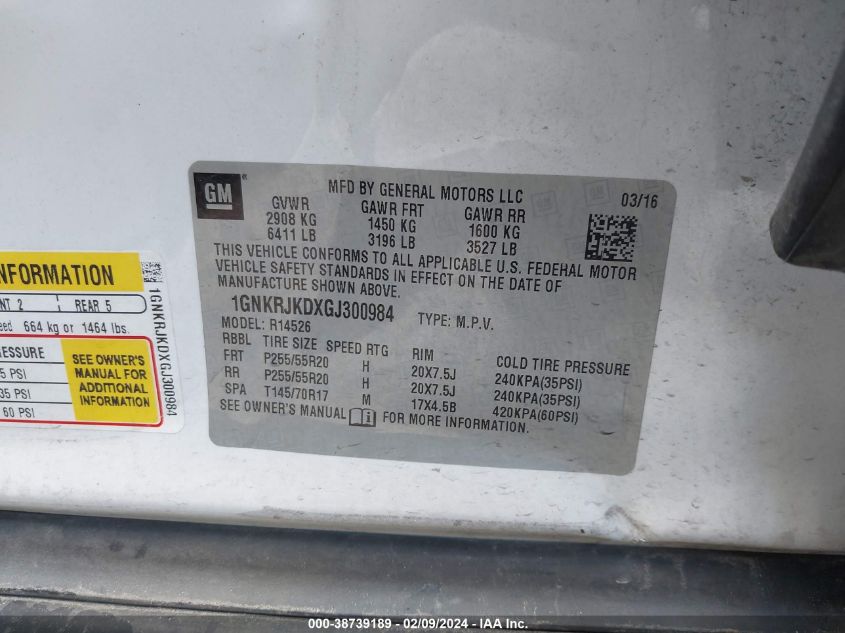 GM ®
MFD BY GENERAL MOTORS LLC 03/16
GVWR GAWR FRT GAWR RR
2908 KG 1450 KG 1600 KG
6411 LB 3196 LB 3527 LB
THIS VEHICLE CONFORMS TO ALL APPLICABLE U.S. FEDERAL MOTOR
VEHICLE SAFETY STANDARDS IN EFFECT ON THE DATE OF
MANUFACTURE SHOWN ABOVE.
1GNKRJKDXGJ300984 TYPE: M.P.V.
MODEL: R14526
RBBL TIRE SIZE SPEED RTG RIM COLD TIRE PRESSURE
FRT P255/55R20 H 20X7.5J 240KPA(35PSI)
RR P255/55R20 H 20X7.5J 240KPA(35PSI)
SPA T145/70R17 M 17X4.5B 420KPA(60PSI)
SEE OWNER'S MANUAL i FOR MORE INFORMATION.
NFORMATION
NT 2 REAR 5
eed 664 kg or 1464 lbs.
RESSURE
5 PSI
35 PSI
60 PSI
SEE OWNER'S
MANUAL FOR
ADDITIONAL
INFORMATION
1GNKRJKDXGJ300984
000-38739189 - 02/09/2024 - IAA Inc.